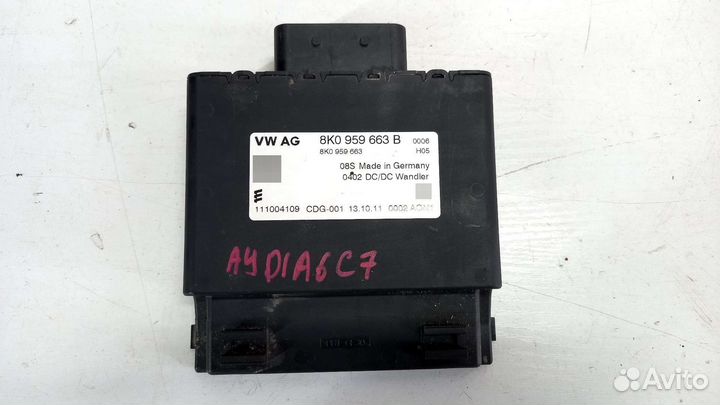 VW AG 8K0 959 663 B 0006
8K0 959 663 H05
08S Made in Germany
0402 DC/DC Wandler
111004109 CDG-001 13.10.11 0002
АУDIA6C7
Avito